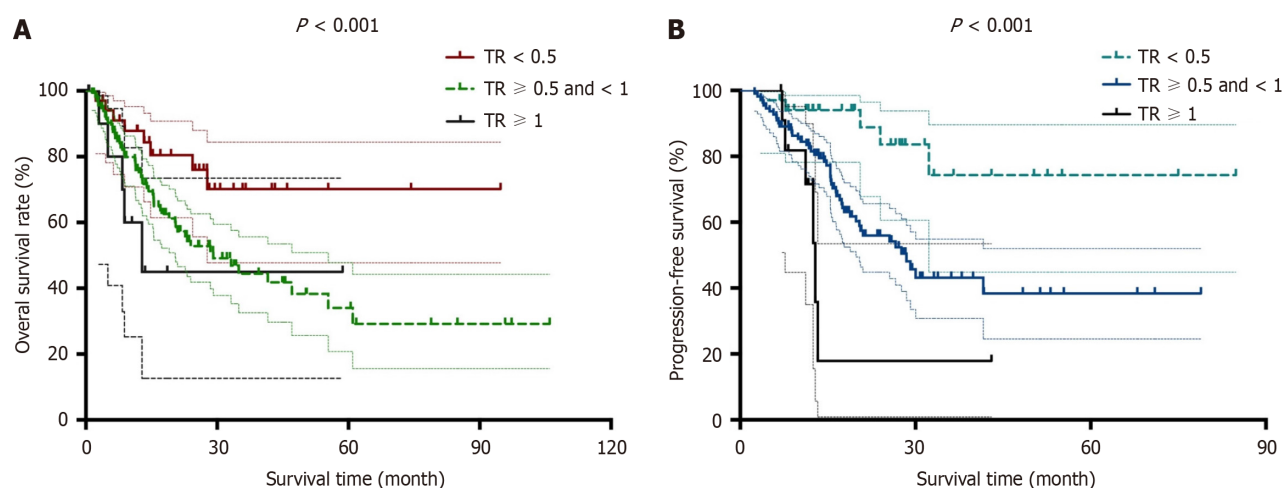 A
P < 0.001
TR < 0.5
TR ⩾ 0.5 and < 1
TR ⩾ 1
Overal survival rate (%)
100
80
60
40
20
0
0 30 60 90 120
Survival time (month)
B
P < 0.001
TR < 0.5
TR ⩾ 0.5 and < 1
TR ⩾ 1
Progression-free survival (%)
100
80
60
40
20
0
0 30 60 90
Survival time (month)